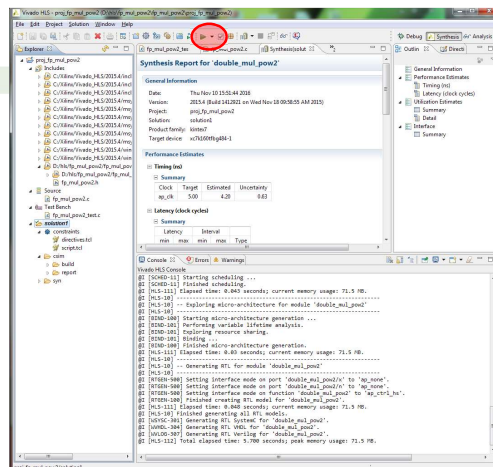 Vivado HLS - proj_fp_mul_pow2 (D:\hls\fp_mul_pow2\fp_mul_pow2\proj_fp_mul_pow2)
File Edit Project Solution Window Help
Debug Synthesis Analysis
Explorer
proj_fp_mul_pow2
Includes
C:/Xilinx/Vivado_HLS/2015.4/incl
C:/Xilinx/Vivado_HLS/2015.4/incl
C:/Xilinx/Vivado_HLS/2015.4/msy
C:/Xilinx/Vivado_HLS/2015.4/msy
C:/Xilinx/Vivado_HLS/2015.4/msy
C:/Xilinx/Vivado_HLS/2015.4/msy
C:/Xilinx/Vivado_HLS/2015.4/win
C:/Xilinx/Vivado_HLS/2015.4/win
D:/hls/fp_mul_pow2/fp_mul_pow
D:/hls/fp_mul_pow2/fp_mul_
fp_mul_pow2.h
Source
fp_mul_pow2.c
Test Bench
fp_mul_pow2_test.c
solution1
constraints
directives.tcl
script.tcl
csim
build
report
syn
fp_mul_pow2_tes
Synthesis(solut
Synthesis Report for 'double_mul_pow2'
General Information
Date: Thu Nov 10 15:51:44 2016
Version: 2015.4 (Build 1412921 on Wed Nov 18 09:58:55 AM 2015)
Project: proj_fp_mul_pow2
Solution: solution1
Product family: kintex7
Target device: xc7k160tfbg484-1
Performance Estimates
Timing (ns)
Summary
Clock Target Estimated Uncertainty
ap_clk 5.00 4.20 0.63
Latency (clock cycles)
Summary
Latency Interval
min max min max Type
Outlin Directi
General Information
Performance Estimates
Timing (ns)
Latency (clock cycles)
Utilization Estimates
Summary
Detail
Interface
Summary
Console Errors Warnings
Vivado HLS Console
@I [SCHED-11] Starting scheduling ...
@I [SCHED-11] Finished scheduling.
@I [HLS-111] Elapsed time: 0.043 seconds; current memory usage: 71.5 MB.
@I [HLS-10] ----------------------------------------------------------------
@I [HLS-10] -- Exploring micro-architecture for module 'double_mul_pow2'
@I [HLS-10] ----------------------------------------------------------------
@I [BIND-100] Starting micro-architecture generation ...
@I [BIND-101] Performing variable lifetime analysis.
@I [BIND-101] Exploring resource sharing.
@I [BIND-101] Binding ...
@I [BIND-100] Finished micro-architecture generation.
@I [HLS-111] Elapsed time: 0.03 seconds; current memory usage: 71.5 MB.
@I [HLS-10] ----------------------------------------------------------------
@I [HLS-10] -- Generating RTL for module 'double_mul_pow2'
@I [HLS-10] ----------------------------------------------------------------
@I [RTGEN-500] Setting interface mode on port 'double_mul_pow2/x' to 'ap_none'.
@I [RTGEN-500] Setting interface mode on port 'double_mul_pow2/n' to 'ap_none'.
@I [RTGEN-500] Setting interface mode on function 'double_mul_pow2' to 'ap_ctrl_hs'.
@I [RTGEN-100] Finished creating RTL model for 'double_mul_pow2'.
@I [HLS-111] Elapsed time: 0.048 seconds; current memory usage: 71.5 MB.
@I [HLS-10] Finished generating all RTL models.
@I [WSYSC-301] Generating RTL SystemC for 'double_mul_pow2'.
@I [WVHDL-304] Generating RTL VHDL for 'double_mul_pow2'.
@I [WVLOG-307] Generating RTL Verilog for 'double_mul_pow2'.
@I [HLS-112] Total elapsed time: 5.700 seconds; peak memory usage: 71.5 MB.